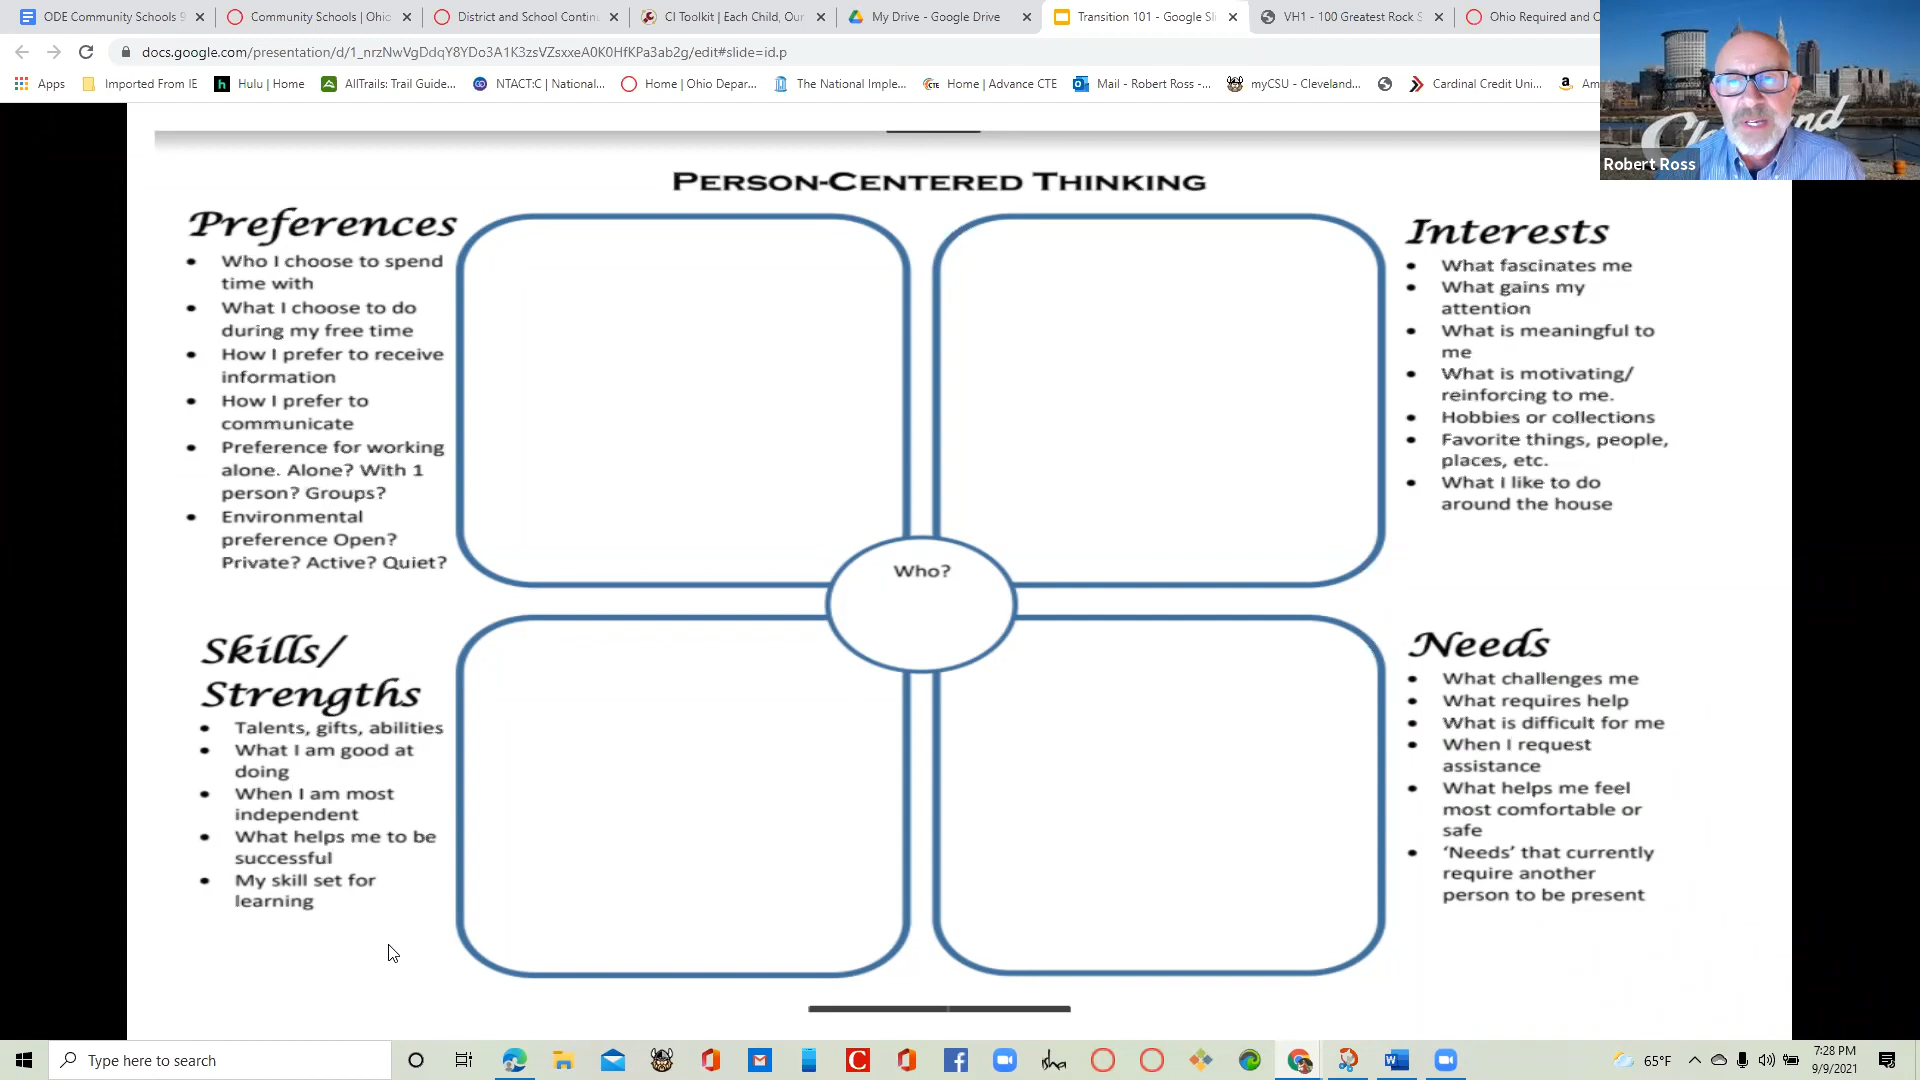 ODE Community Schools 9
Community Schools | Ohio
District and School Contin
CI Toolkit | Each Child, Our
My Drive - Google Drive
Transition 101 - Google Sli
VH1 - 100 Greatest Rock S
Ohio Required and O
docs.google.com/presentation/d/1_nrzNwVgDdqY8YDo3A1K3zsVZsxxeA0K0HfKPa3ab2g/edit#slide=id.p
Apps
Imported From IE
Hulu | Home
AllTrails: Trail Guide...
NTACT:C | National...
Home | Ohio Depar...
The National Imple...
Home | Advance CTE
Mail - Robert Ross -...
myCSU - Cleveland...
Cardinal Credit Uni...
Am
Robert Ross
PERSON-CENTERED THINKING
Preferences
• Who I choose to spend
time with
• What I choose to do
during my free time
• How I prefer to receive
information
• How I prefer to
communicate
• Preference for working
alone. Alone? With 1
person? Groups?
• Environmental
preference Open?
Private? Active? Quiet?
Interests
• What fascinates me
• What gains my
attention
• What is meaningful to
me
• What is motivating/
reinforcing to me.
• Hobbies or collections
• Favorite things, people,
places, etc.
• What I like to do
around the house
Who?
Skills/
Strengths
• Talents, gifts, abilities
• What I am good at
doing
• When I am most
independent
• What helps me to be
successful
• My skill set for
learning
Needs
• What challenges me
• What requires help
• What is difficult for me
• When I request
assistance
• What helps me feel
most comfortable or
safe
• ‘Needs’ that currently
require another
person to be present
Type here to search
65°F
7:28 PM
9/9/2021